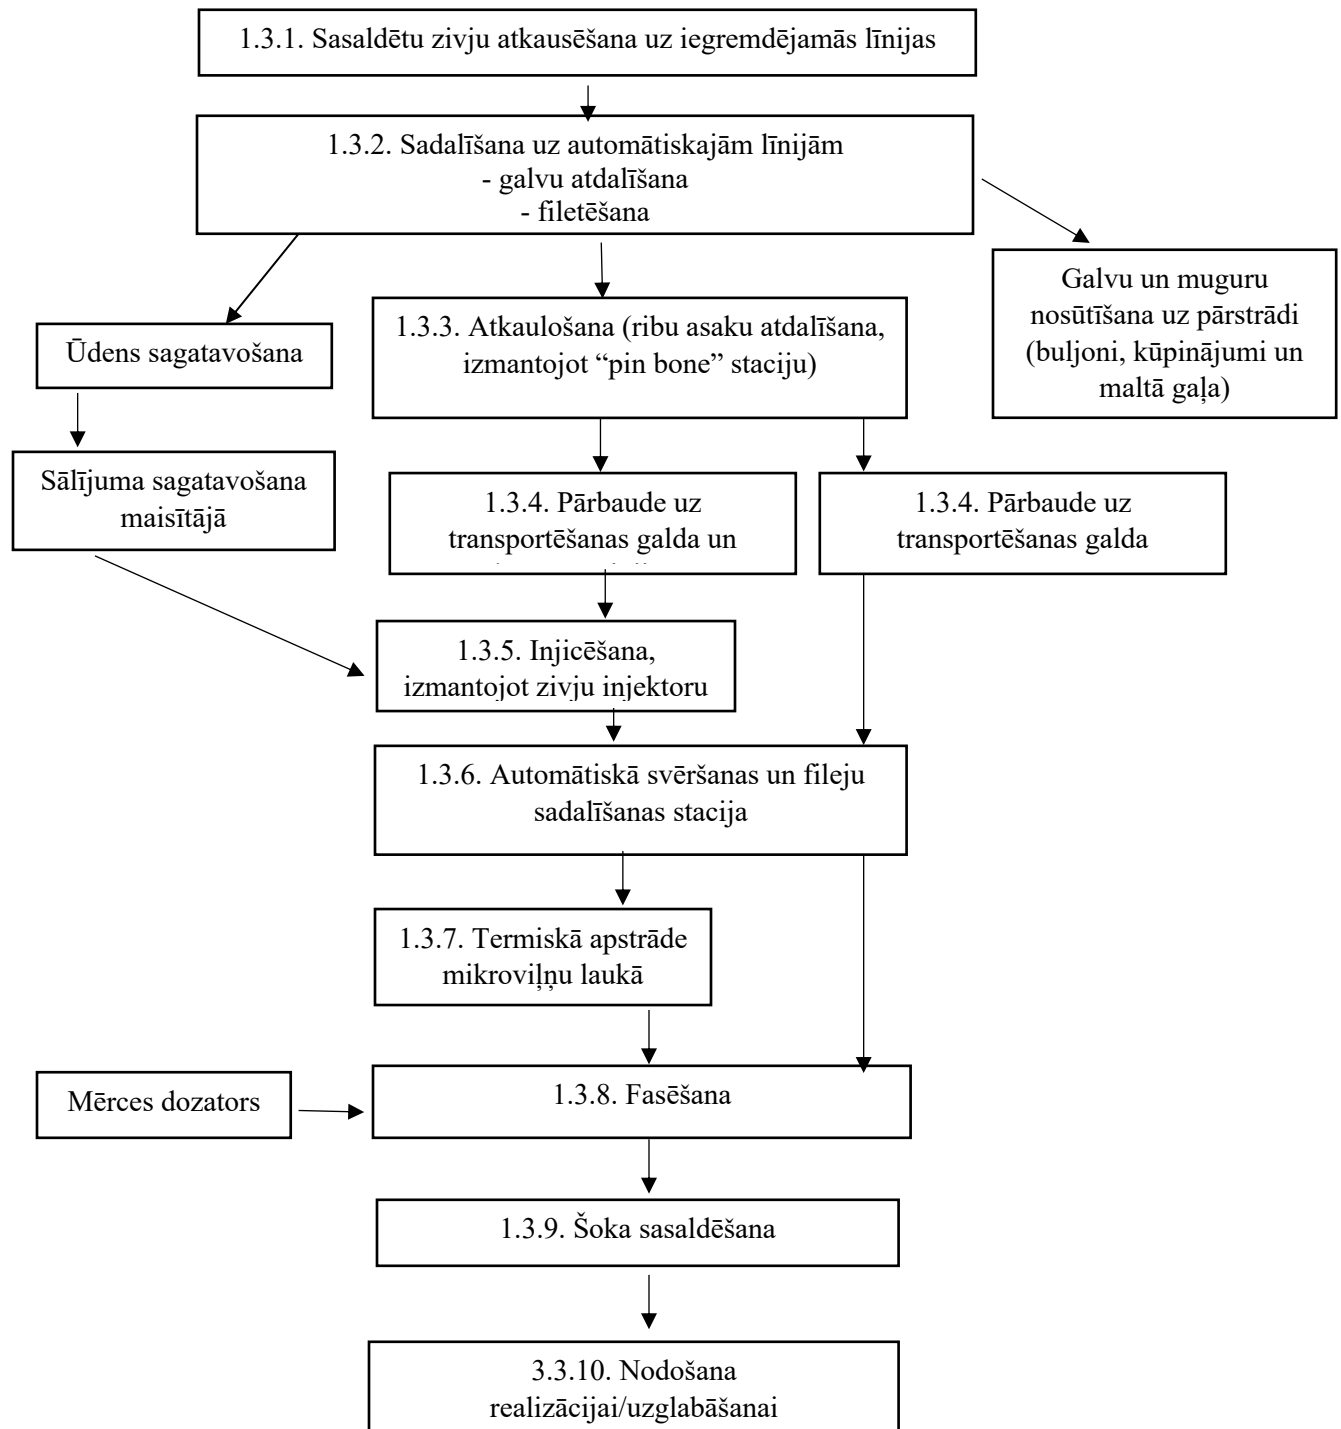 1.3.1. Sasaldētu zivju atkausēšana uz iegremdējamās līnijas
1.3.2. Sadalīšana uz automātiskajām līnijām
- galvu atdalīšana
- filetēšana
Galvu un muguru
nosūtīšana uz pārstrādi
(buljoni, kūpinājumi un
maltā gaļa)
Ūdens sagatavošana
1.3.3. Atkaulošana (ribu asaku atdalīšana,
izmantojot “pin bone” staciju)
Sālījuma sagatavošana
maisītājā
1.3.4. Pārbaude uz
transportēšanas galda un
1.3.4. Pārbaude uz
transportēšanas galda
1.3.5. Injicēšana,
izmantojot zivju injektoru
1.3.6. Automātiskā svēršanas un fileju
sadalīšanas stacija
1.3.7. Termiskā apstrāde
mikroviļņu laukā
Mērces dozators
1.3.8. Fasēšana
1.3.9. Šoka sasaldēšana
3.3.10. Nodošana
realizācijai/uzglabāšanai